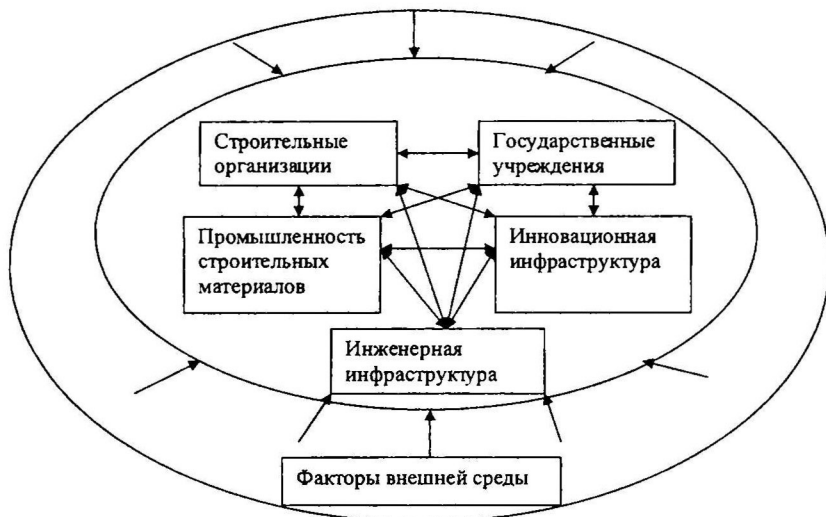 Строительные
организации
Государственные
учреждения
Промышленность
строительных
материалов
Инновационная
инфраструктура
Инженерная
инфраструктура
Факторы внешней среды